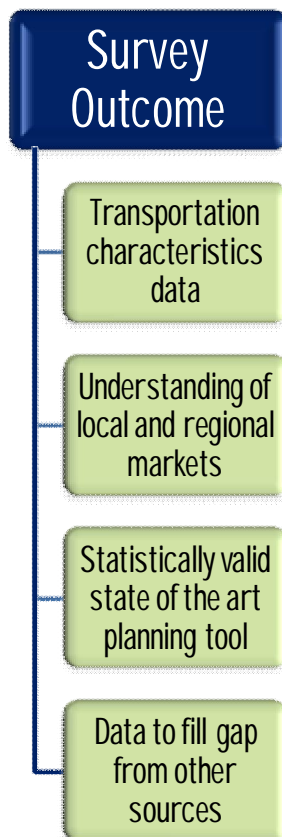 Survey
Outcome
Transportation
characteristics
data
Understanding of
local and regional
markets
Statistically valid
state of the art
planning tool
Data to fill gap
from other
sources